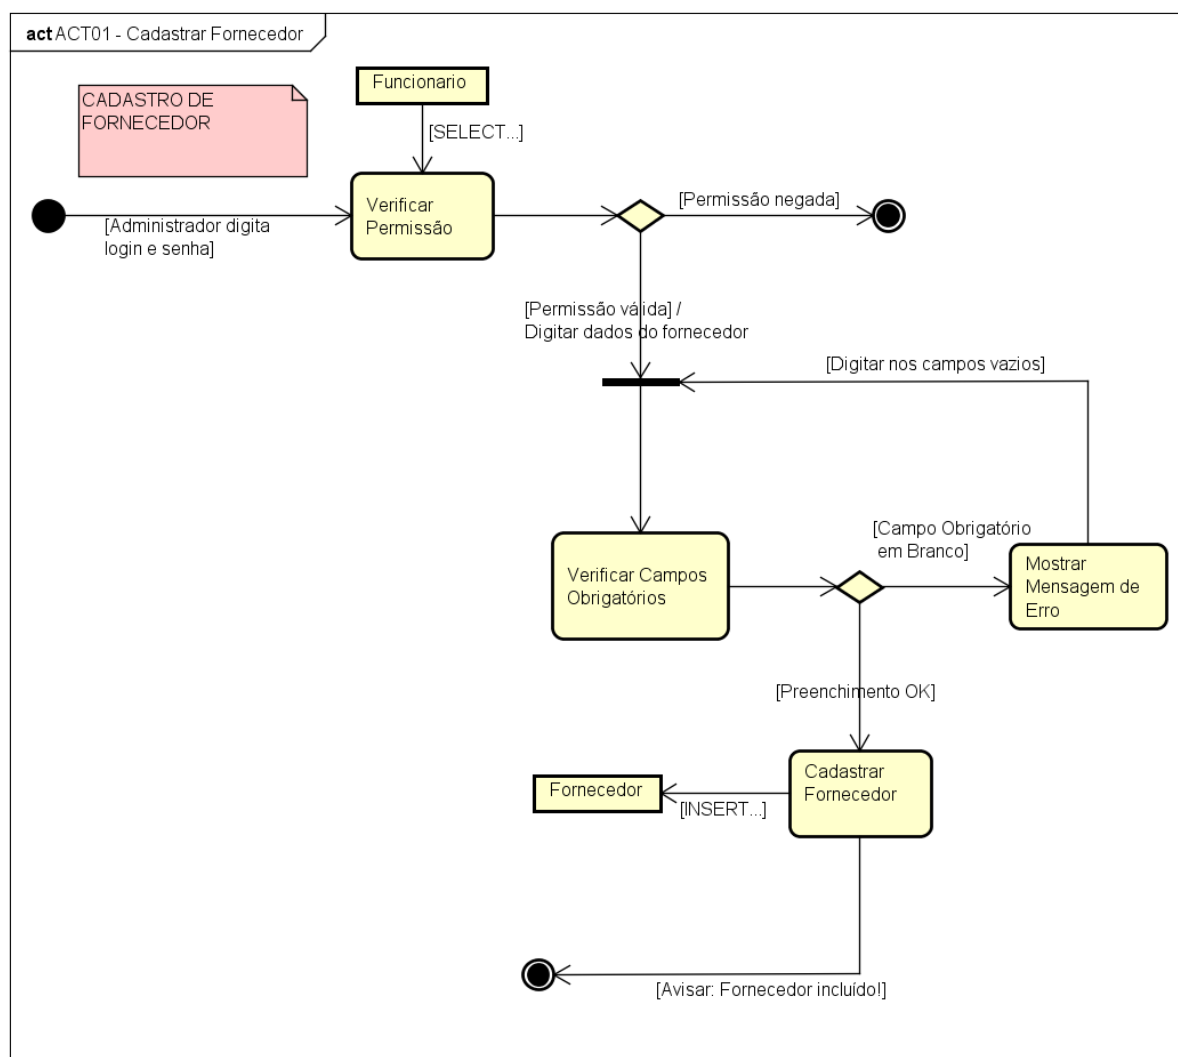 act ACT01 - Cadastrar Fornecedor
CADASTRO DE
FORNECEDOR
Funcionario
[SELECT...]
Verificar
Permissão
[Administrador digita
login e senha]
[Permissão negada]
[Permissão válida] /
Digitar dados do fornecedor
[Digitar nos campos vazios]
Verificar Campos
Obrigatórios
[Campo Obrigatório
em Branco]
Mostrar
Mensagem de
Erro
[Preenchimento OK]
Cadastrar
Fornecedor
Fornecedor
[INSERT...]
[Avisar: Fornecedor incluído!]